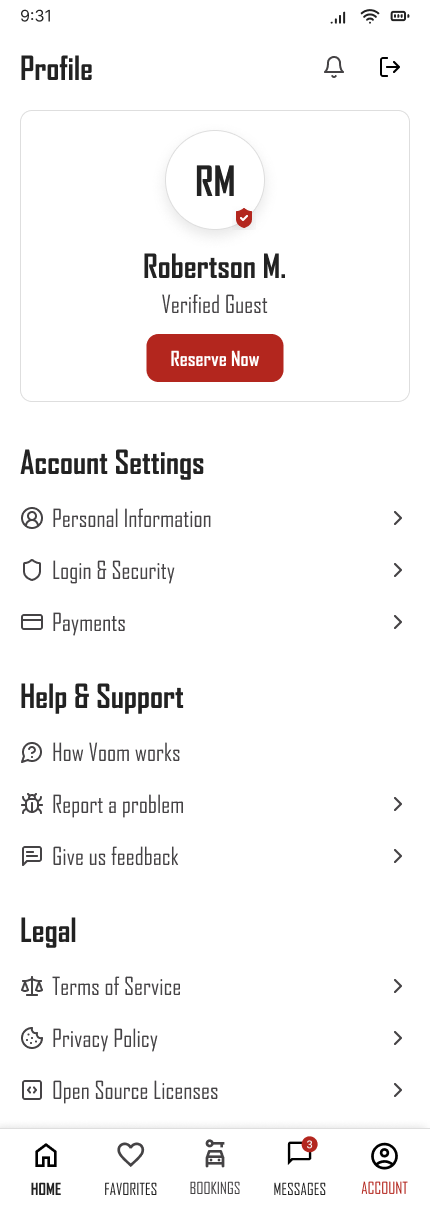 9:31
Profile
RM
Robertson M.
Verified Guest
Reserve Now
Account Settings
Personal Information
Login & Security
Payments
Help & Support
How Voom works
Report a problem
Give us feedback
Legal
Terms of Service
Privacy Policy
Open Source Licenses
3
HOME FAVORITES BOOKINGS MESSAGES ACCOUNT